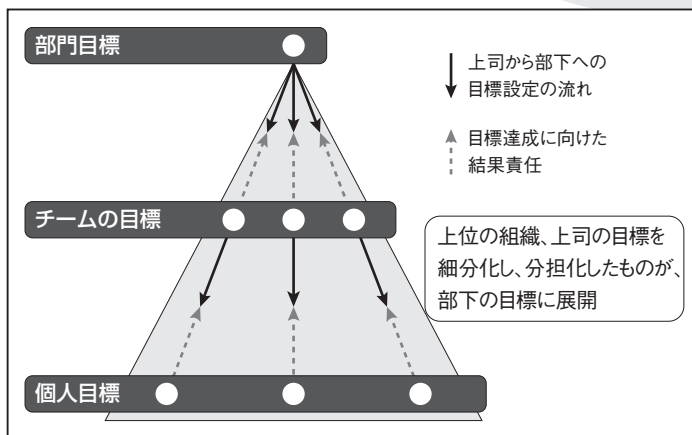 部門目標
上司から部下への
目標設定の流れ
目標達成に向けた
結果責任
チームの目標
上位の組織、上司の目標を
細分化し、分担化したものが、
部下の目標に展開
個人目標